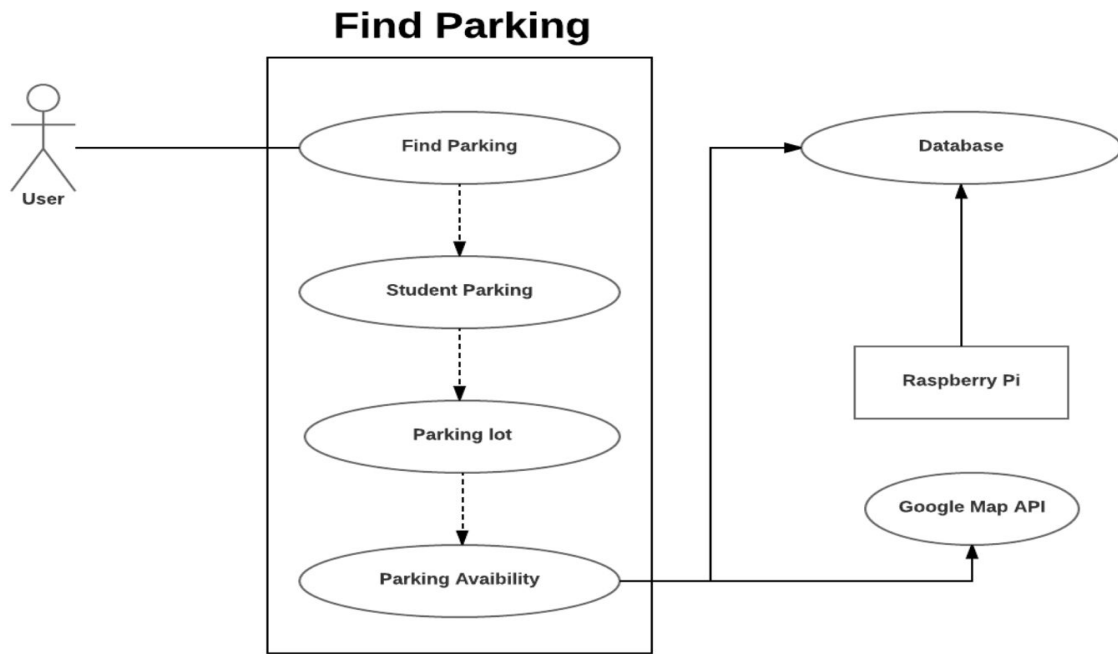 Find Parking
User
Find Parking
Student Parking
Parking lot
Parking Avaibility
Database
Raspberry Pi
Google Map API